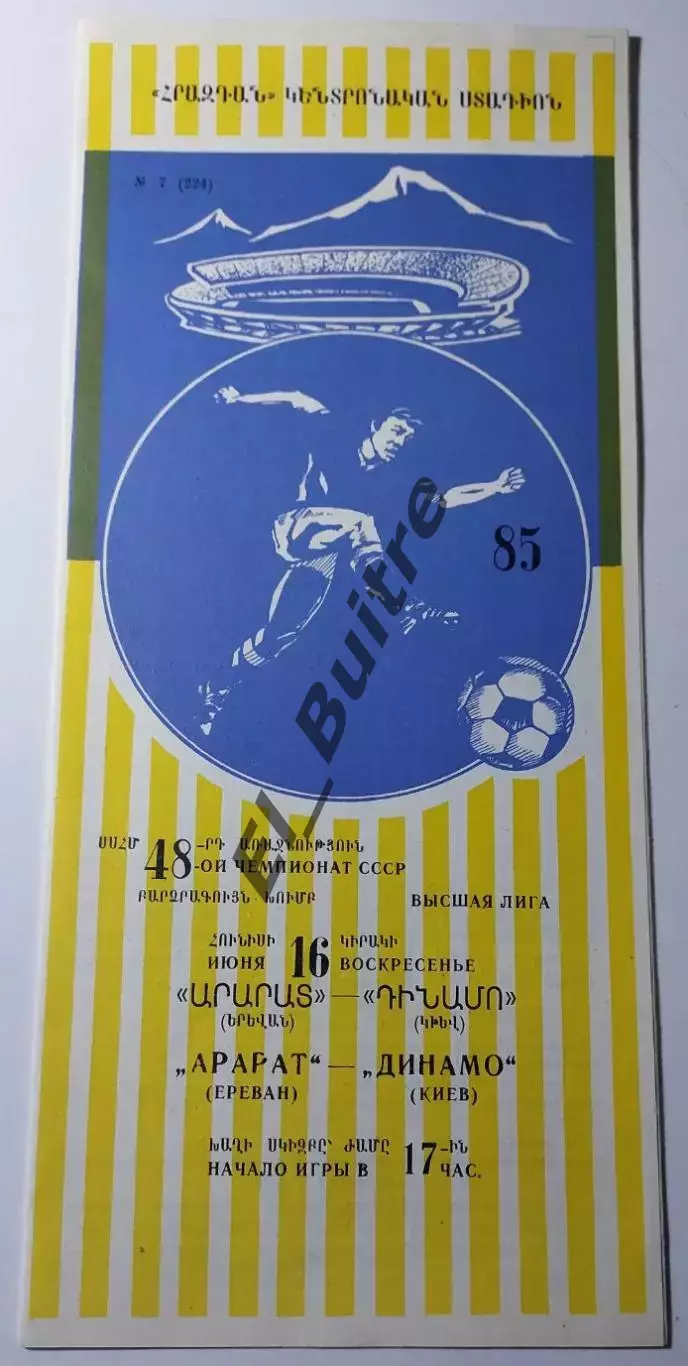 «ՀՐԱԶԴԱՆ» ԿԵՆՏՐՈՆԱԿԱՆ ՍՏԱԴԻՈՆ
№ 7 (224)
85
ՍՍՀՄ 48 -ՐԴ ԱՌԱՋՆՈՒԹՅՈՒՆ
-ОЙ ЧЕМПИОНАТ СССР
ԲԱՐՁՐԱԳՈՒՅՆ ԽՈՒՄԲ ВЫСШАЯ ЛИГА
ՀՈՒՆԻՍԻ 16 ԿԻՐԱԿԻ
ИЮНЯ ВОСКРЕСЕНЬЕ
«ԱՐԱՐԱՏ» — «ԴԻՆԱՄՈ»
(ԵՐԵՎԱՆ) (ԿԻԵՎ)
„АРАРАТ“ — „ДИНАМО“
(ЕРЕВАН) (КИЕВ)
ԽԱՂԻ ՍԿԻԶԲԸ՝ ԺԱՄԸ 17 -ԻՆ
НАЧАЛО ИГРЫ В ЧАС.
El_Buitre